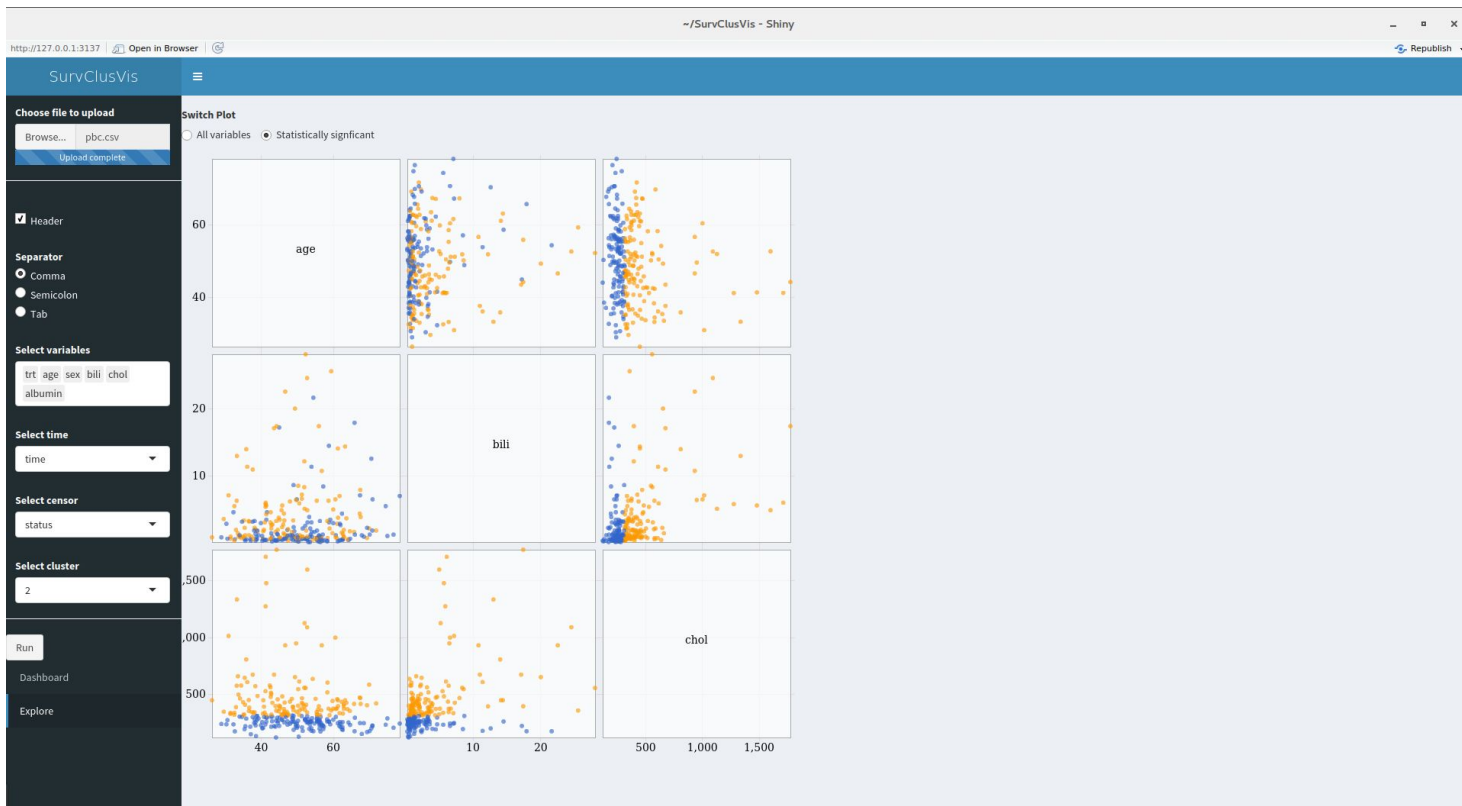 ~/SurvClusVis - Shiny
http://127.0.0.1:3137 Open in Browser Republish
SurvClusVis
Choose file to upload
Browse... pbc.csv
Upload complete
Header
Separator
Comma
Semicolon
Tab
Select variables
trt age sex bili chol
albumin
Select time
time
Select censor
status
Select cluster
2
Run
Dashboard
Explore
Switch Plot
All variables Statistically signficant
60
age
40
20
bili
10
,500
,000
chol
500
40 60 10 20 500 1,000 1,500